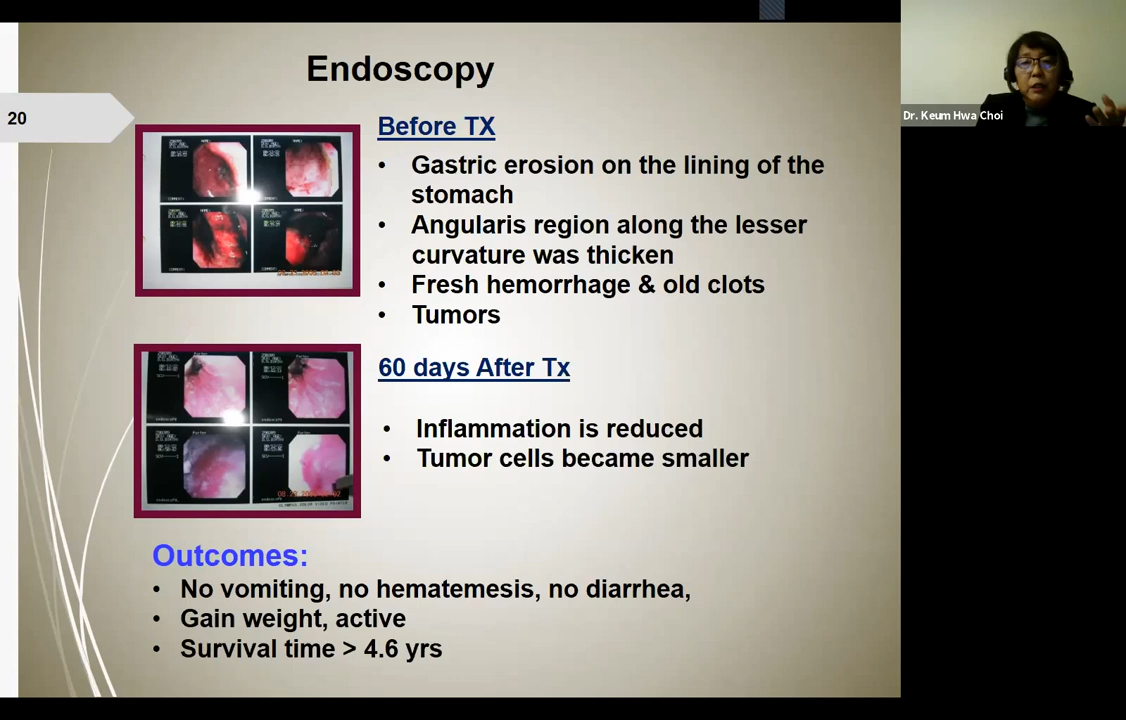 Endoscopy
20
Dr. Keum Hwa Choi
Before TX
• Gastric erosion on the lining of the
stomach
• Angularis region along the lesser
curvature was thicken
• Fresh hemorrhage & old clots
• Tumors
60 days After Tx
• Inflammation is reduced
• Tumor cells became smaller
Outcomes:
• No vomiting, no hematemesis, no diarrhea,
• Gain weight, active
• Survival time > 4.6 yrs